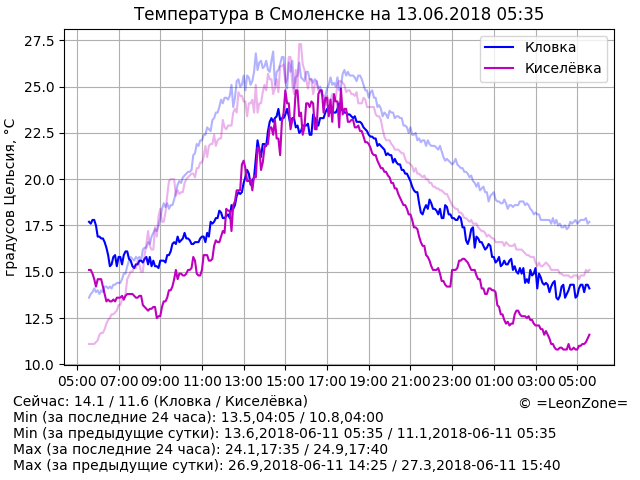 Температура в Смоленске на 13.06.2018 05:35
градусов Цельсия, °C
27.5
25.0
22.5
20.0
17.5
15.0
12.5
10.0
Кловка
Киселёвка
05:00 07:00 09:00 11:00 13:00 15:00 17:00 19:00 21:00 23:00 01:00 03:00 05:00
Сейчас: 14.1 / 11.6 (Кловка / Киселёвка)
© =LeonZone=
Min (за последние 24 часа): 13.5,04:05 / 10.8,04:00
Min (за предыдущие сутки): 13.6,2018-06-11 05:35 / 11.1,2018-06-11 05:35
Max (за последние 24 часа): 24.1,17:35 / 24.9,17:40
Max (за предыдущие сутки): 26.9,2018-06-11 14:25 / 27.3,2018-06-11 15:40